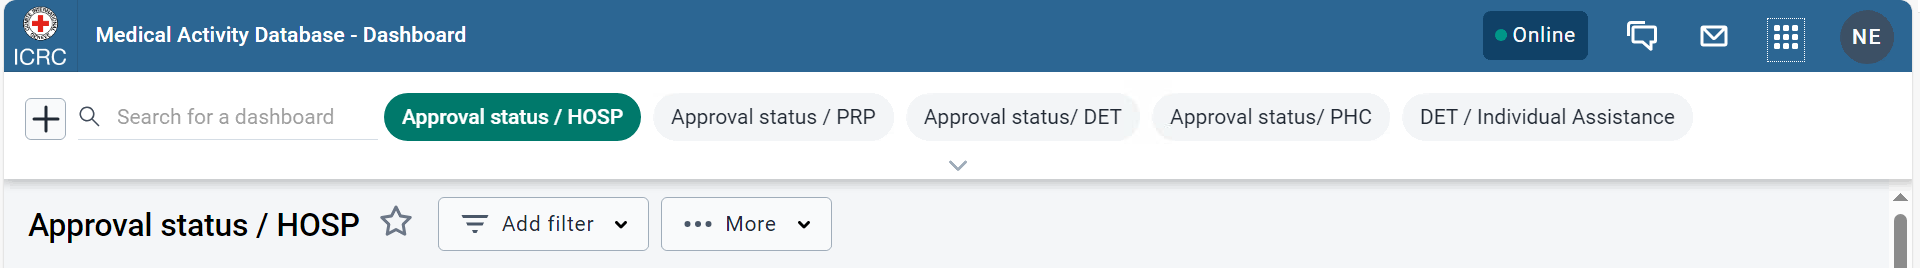 ICRC
Medical Activity Database - Dashboard
Online
NE
Search for a dashboard
Approval status / HOSP
Approval status / PRP
Approval status/ DET
Approval status/ PHC
DET / Individual Assistance
Approval status / HOSP
Add filter
More